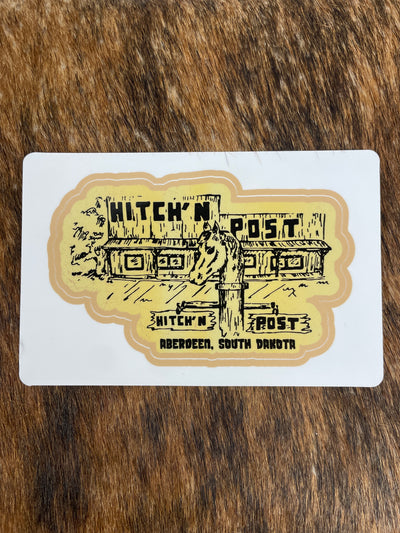 HITCH'N POST
HITCH'N POST
ABERDEEN, SOUTH DAKOTA